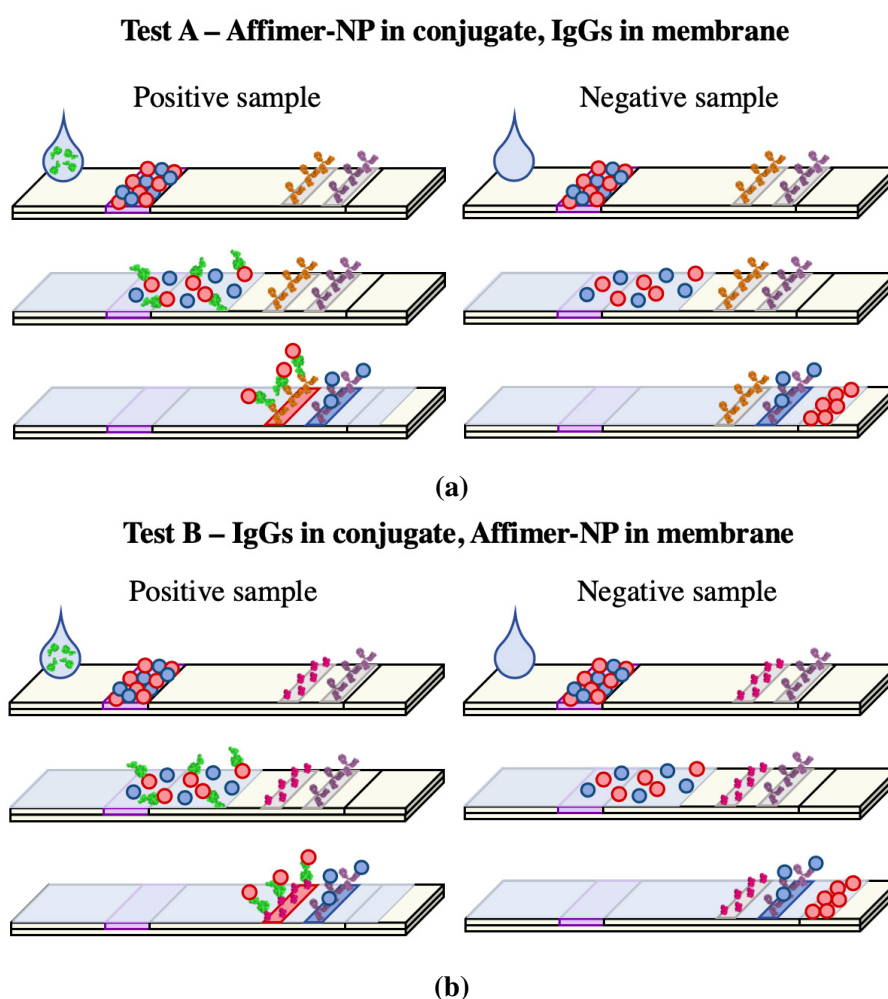 Test A – Affimer-NP in conjugate, IgGs in membrane
Positive sample
Negative sample
(a)
Test B – IgGs in conjugate, Affimer-NP in membrane
Positive sample
Negative sample
(b)